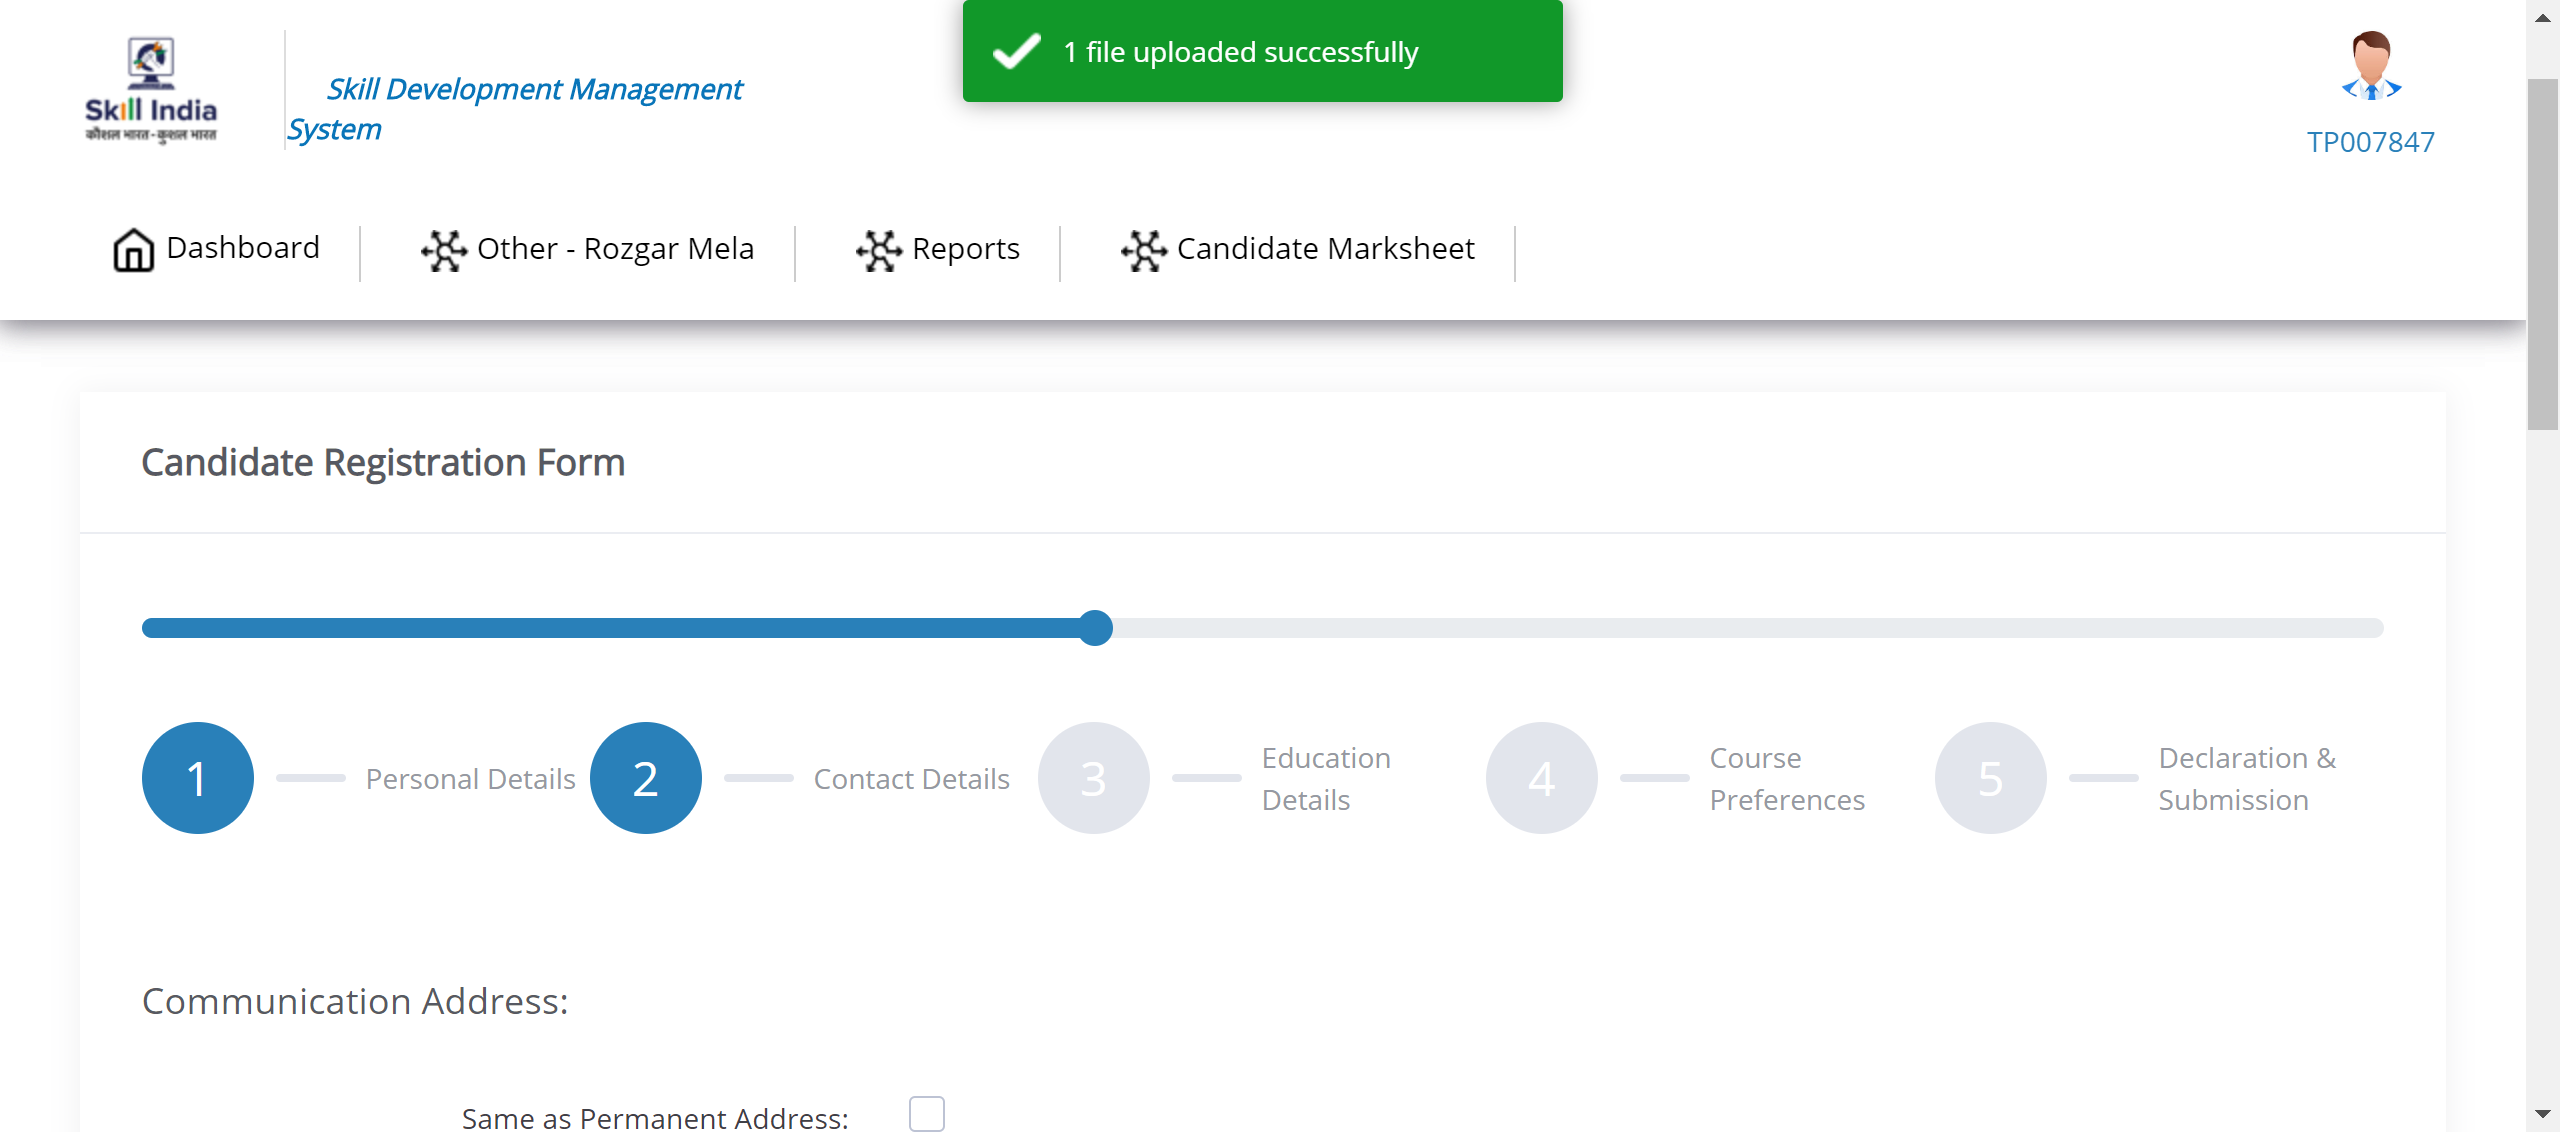 1 file uploaded successfully
Skill India
कौशल भारत - कुशल भारत
Skill Development Management
System
TP007847
Dashboard
Other - Rozgar Mela
Reports
Candidate Marksheet
Candidate Registration Form
1
Personal Details
2
Contact Details
3
Education
Details
4
Course
Preferences
5
Declaration &
Submission
Communication Address:
Same as Permanent Address: